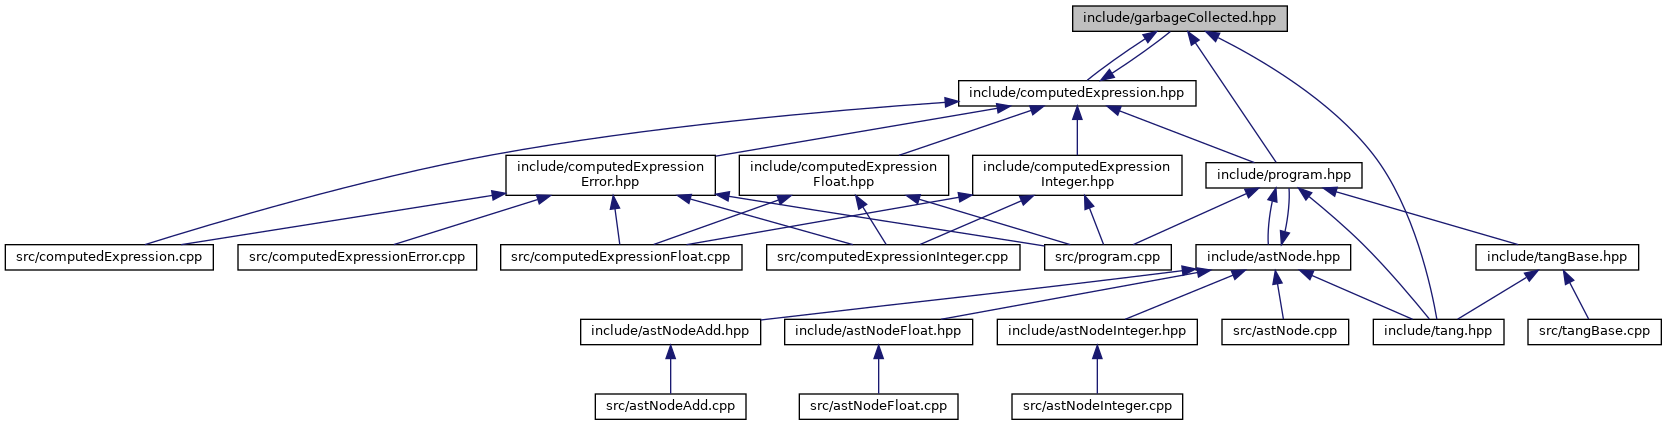 include/garbageCollected.hpp
include/computedExpression.hpp
include/computedExpression
Error.hpp
include/computedExpression
Float.hpp
include/computedExpression
Integer.hpp
include/program.hpp
src/computedExpression.cpp
src/computedExpressionError.cpp
src/computedExpressionFloat.cpp
src/computedExpressionInteger.cpp
src/program.cpp
include/astNode.hpp
include/tangBase.hpp
include/astNodeAdd.hpp
include/astNodeFloat.hpp
include/astNodeInteger.hpp
src/astNode.cpp
include/tang.hpp
src/tangBase.cpp
src/astNodeAdd.cpp
src/astNodeFloat.cpp
src/astNodeInteger.cpp